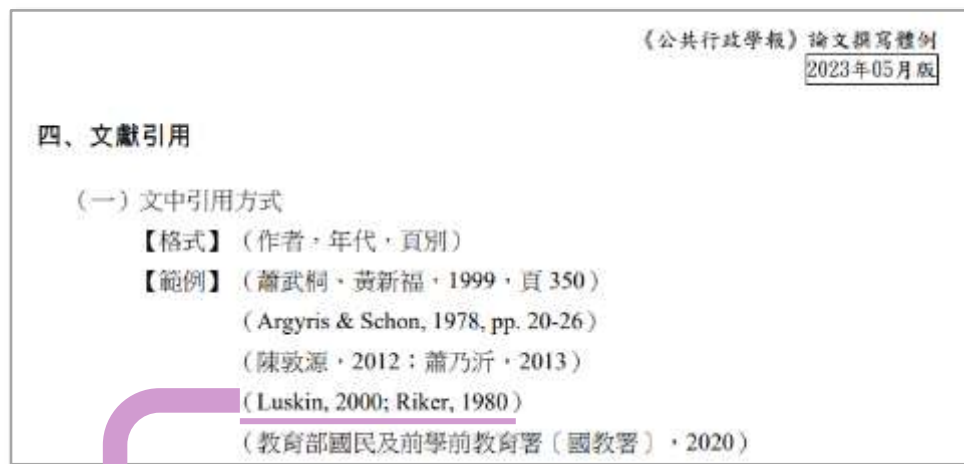 《公共行政學報》論文撰寫體例
2023年05月版
四、文獻引用
（一）文中引用方式
【格式】（作者，年代，頁別）
【範例】（蕭武桐、黃新福，1999，頁 350）
（Argyris & Schon, 1978, pp. 20-26）
（陳敦源，2012；蕭乃沂，2013）
（Luskin, 2000; Riker, 1980）
（教育部國民及前學前教育署〔國教署〕，2020）